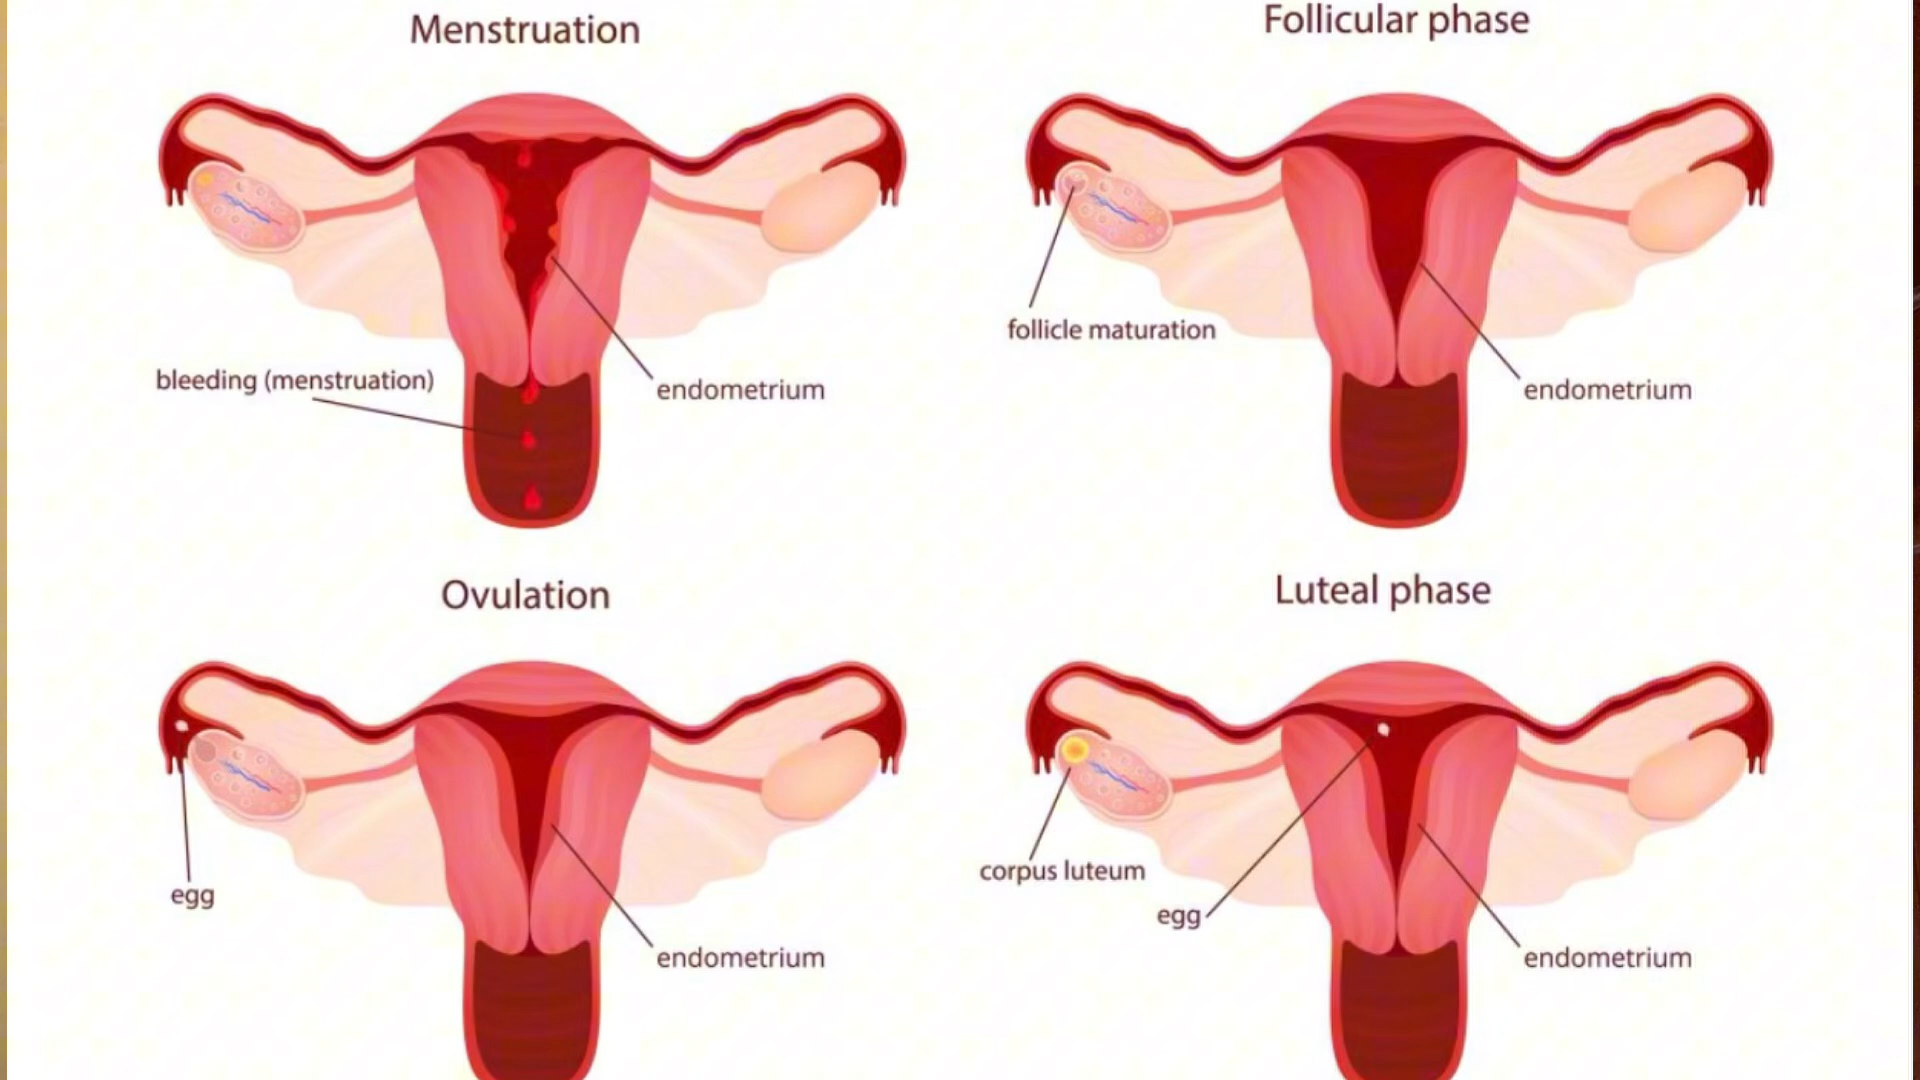 Menstruation
Follicular phase
follicle maturation
bleeding (menstruation)
endometrium
endometrium
Ovulation
Luteal phase
corpus luteum
egg
egg
endometrium
endometrium